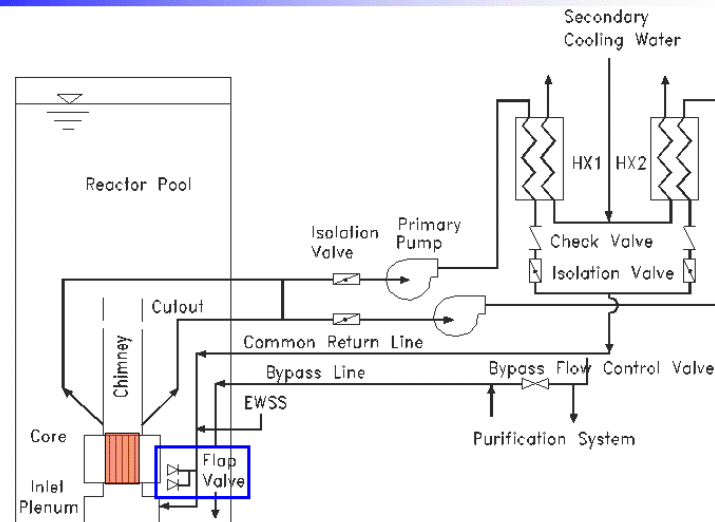 Secondary
Cooling Water
Reactor Pool
HX1
HX2
Isolation
Valve
Primary
Pump
Check Valve
Isolation Valve
Cutout
Chimney
Common Return Line
Bypass Line
Bypass Flow Control Valve
EWSS
Purification System
Core
Flap
Valve
Inlet
Plenum